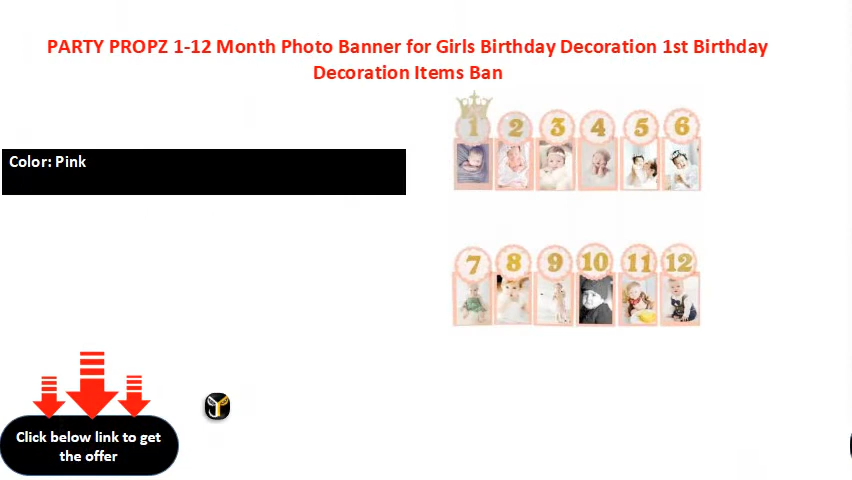 PARTY PROPZ 1-12 Month Photo Banner for Girls Birthday Decoration 1st Birthday
Decoration Items Ban
1 2 3 4 5 6
Color: Pink
7 8 9 10 11 12
Click below link to get
the offer